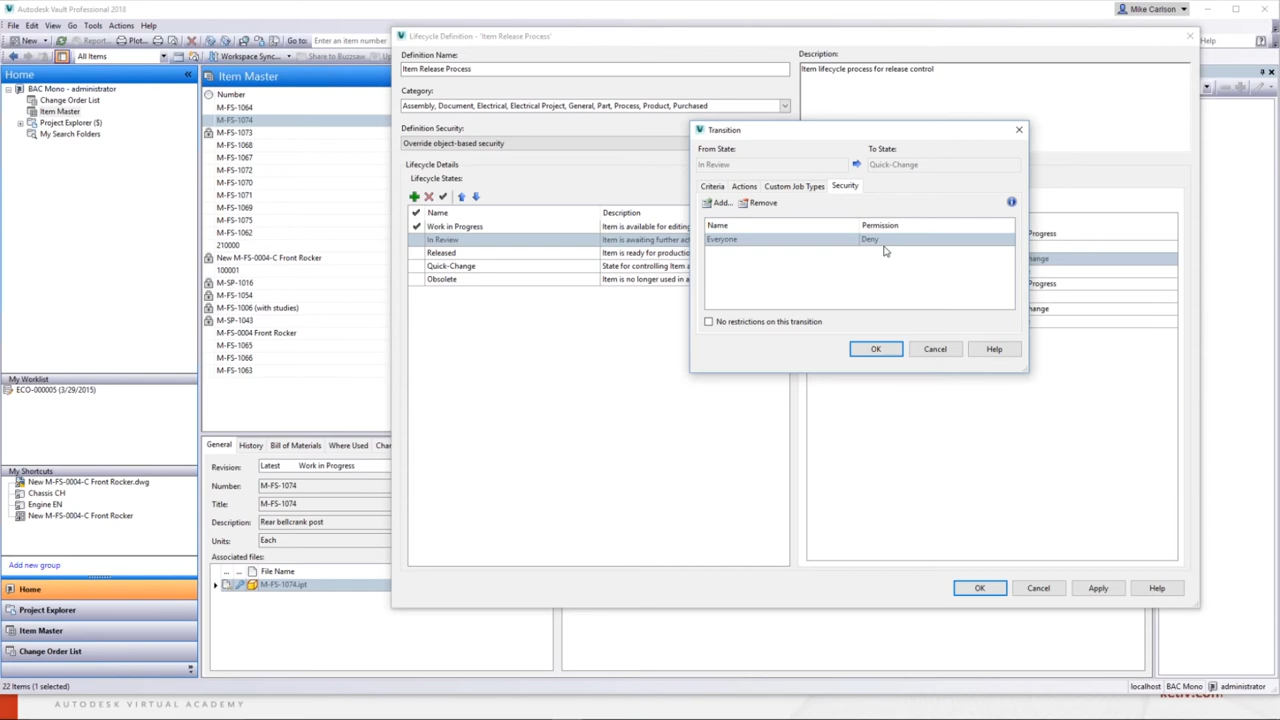 Autodesk Vault Professional 2018
Mike Carlson
File Edit View Go Tools Actions Help
New Report... Plot... Go to: Enter an item number
Help
All Items Workspace Sync... Share to Buzzsaw
Home
BAC Mono - administrator
Change Order List
Item Master
Project Explorer ($)
My Search Folders
My Worklist
ECO-000005 (3/29/2015)
My Shortcuts
New M-FS-0004-C Front Rocker.dwg
Chassis CH
Engine EN
New M-FS-0004-C Front Rocker
Add new group
Home
Project Explorer
Item Master
Change Order List
22 Items (1 selected)
Item Master
Number
M-FS-1064
M-FS-1074
M-FS-1073
M-FS-1068
M-FS-1067
M-FS-1072
M-FS-1070
M-FS-1071
M-FS-1069
M-FS-1075
M-FS-1062
210000
New M-FS-0004-C Front Rocker
100001
M-SP-1016
M-FS-1054
M-FS-1006 (with studies)
M-SP-1043
M-FS-0004 Front Rocker
M-FS-1065
M-FS-1066
M-FS-1063
General History Bill of Materials Where Used
Revision: Latest Work in Progress
Number: M-FS-1074
Title: M-FS-1074
Description: Rear bellcrank post
Units: Each
Associated files:
... ... File Name
M-FS-1074.ipt
Lifecycle Definition - 'Item Release Process'
Definition Name:
Item Release Process
Description:
Item lifecycle process for release control
Category:
Assembly, Document, Electrical, Electrical Project, General, Part, Process, Product, Purchased
Definition Security:
Override object-based security
Lifecycle Details
Lifecycle States:
Name Description
Work in Progress Item is available for editing
In Review Item is awaiting further
Released Item is ready for
Quick-Change State for controlling Item
Obsolete Item is no longer used in
Transition
From State: To State:
In Review Quick-Change
Criteria Actions Custom Job Types Security
Add... Remove
Name Permission
Everyone Deny
No restrictions on this transition
OK Cancel Help
OK Cancel Apply Help
localhost BAC Mono administrator
AUTODESK VIRTUAL ACADEMY